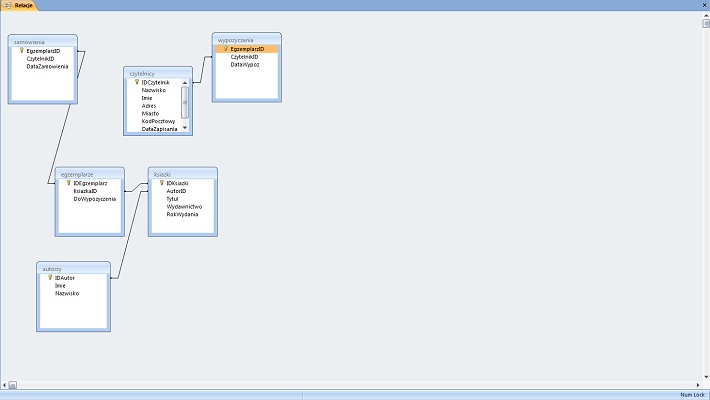 Relacje
zamowienia
EgzemplarzID
CzytelnikID
DataZamowienia
czytelnicy
IDCzytelnik
Nazwisko
Imie
Adres
Miasto
KodPocztowy
DataZapisania
wypozyczenia
EgzemplarzID
CzytelnikID
DataWypoz
egzemplarze
IDEgzemplarz
KsiazkaID
DoWypozyczenia
ksiazki
IDKsiazki
AutorID
Tytul
Wydawnictwo
RokWydania
autorzy
IDAutor
Imie
Nazwisko
Num Lock